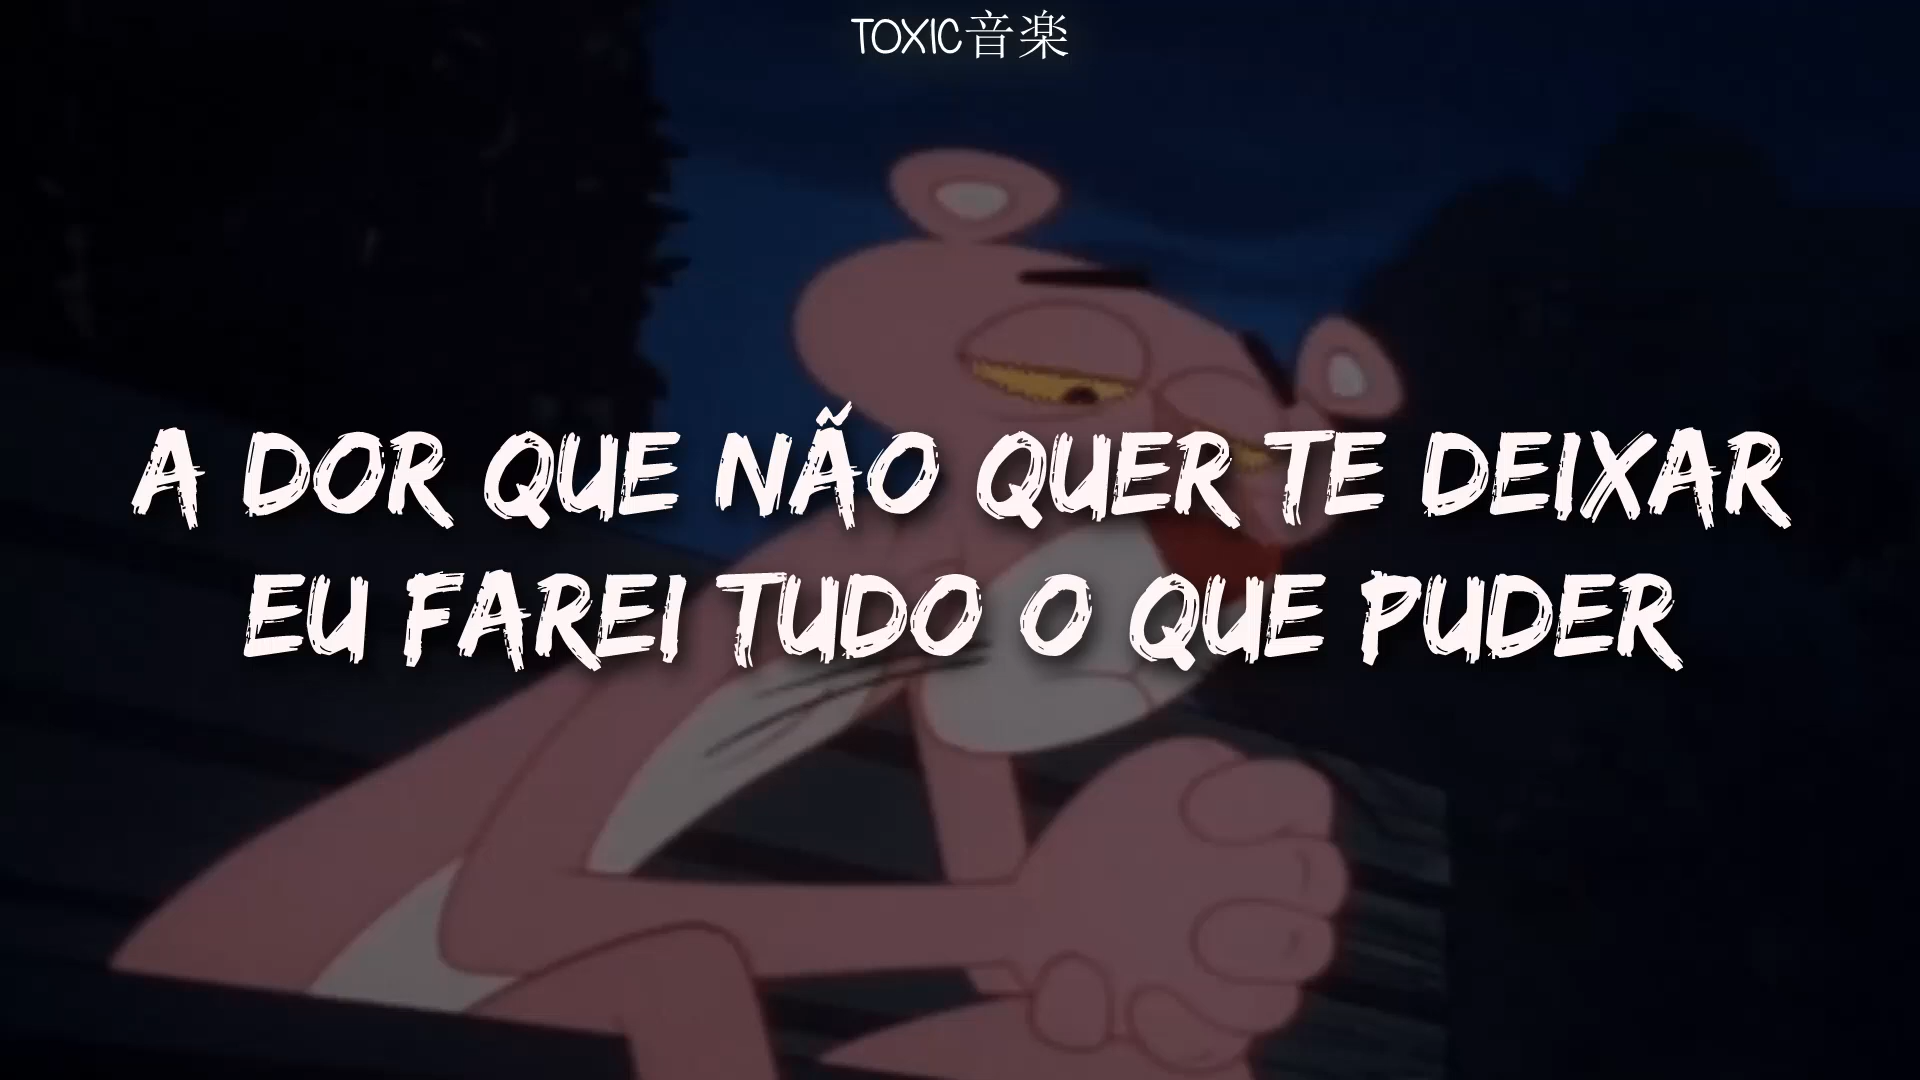 TOXIC音楽
A DOR QUE NÃO QUER TE DEIXAR
EU FAREI TUDO O QUE PUDER